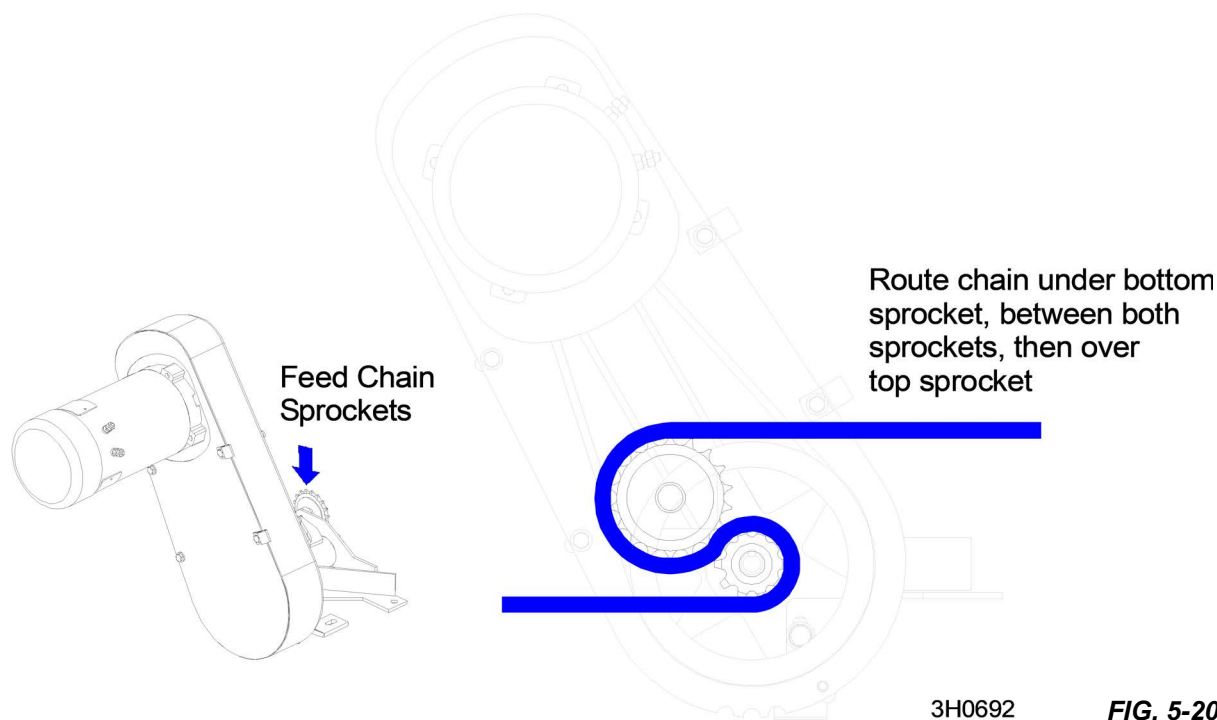 Feed Chain
Sprockets
Route chain under bottom
sprocket, between both
sprockets, then over
top sprocket
3H0692
FIG. 5-20